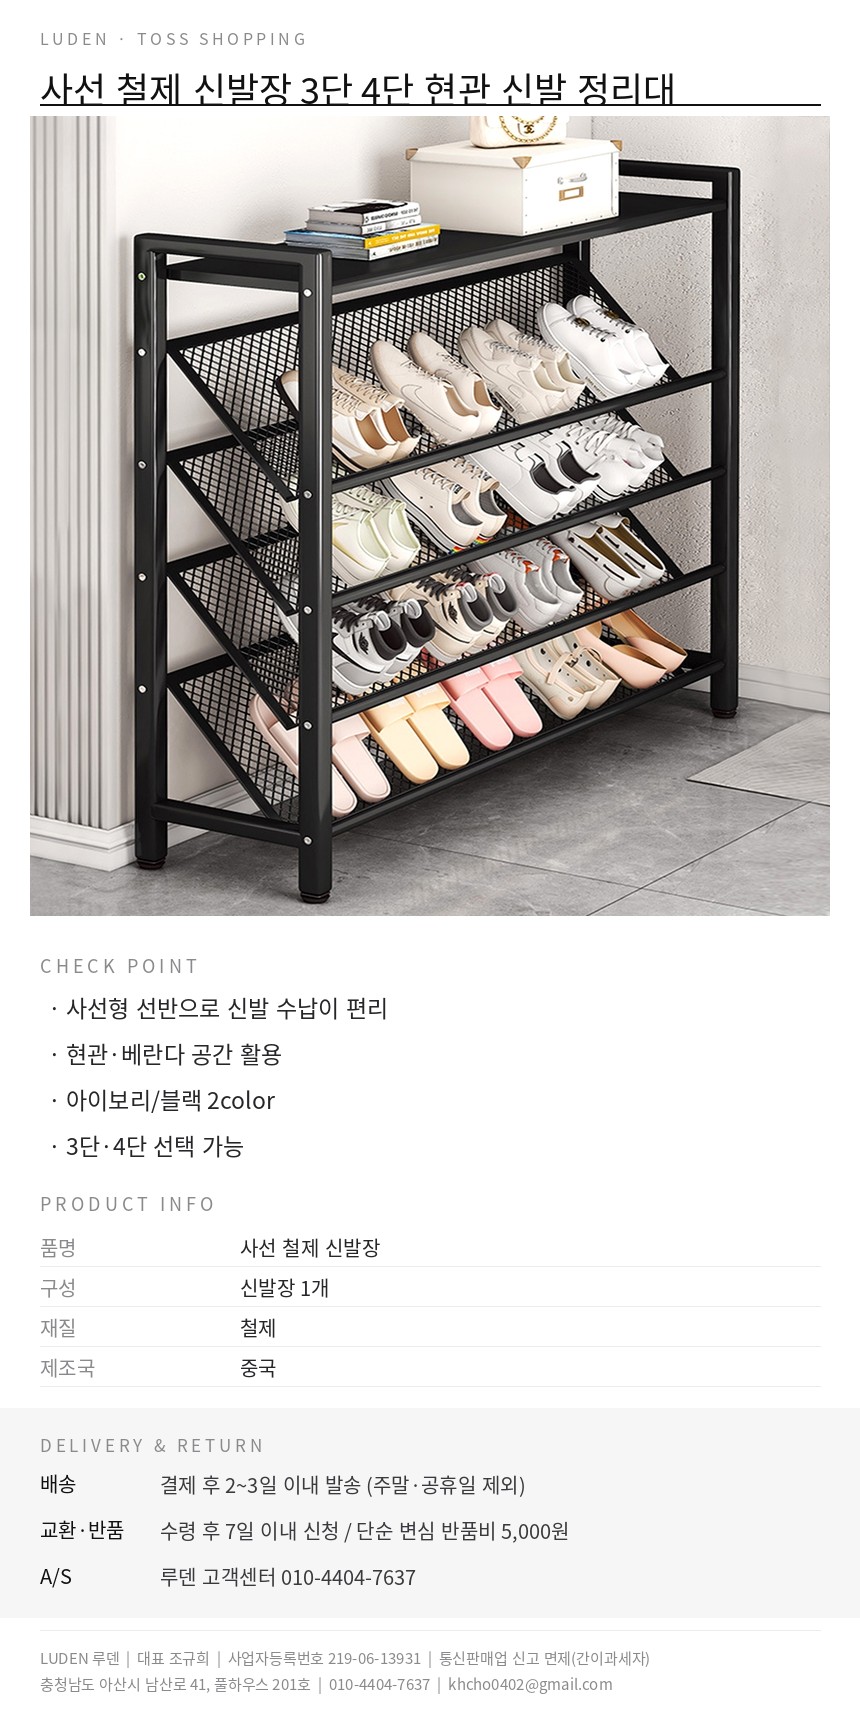 LUDEN · TOSS SHOPPING
사선 철제 신발장 3단 4단 현관 신발 정리대
CHECK POINT
· 사선형 선반으로 신발 수납이 편리
· 현관·베란다 공간 활용
· 아이보리/블랙 2color
· 3단·4단 선택 가능
PRODUCT INFO
품명 사선 철제 신발장
구성 신발장 1개
재질 철제
제조국 중국
DELIVERY & RETURN
배송 결제 후 2~3일 이내 발송 (주말·공휴일 제외)
교환·반품 수령 후 7일 이내 신청 / 단순 변심 반품비 5,000원
A/S 루덴 고객센터 010-4404-7637
LUDEN 루덴 | 대표 조규희 | 사업자등록번호 219-06-13931 | 통신판매업 신고 면제(간이과세자)
충청남도 아산시 남산로 41, 풀하우스 201호 | 010-4404-7637 | khcho0402@gmail.com